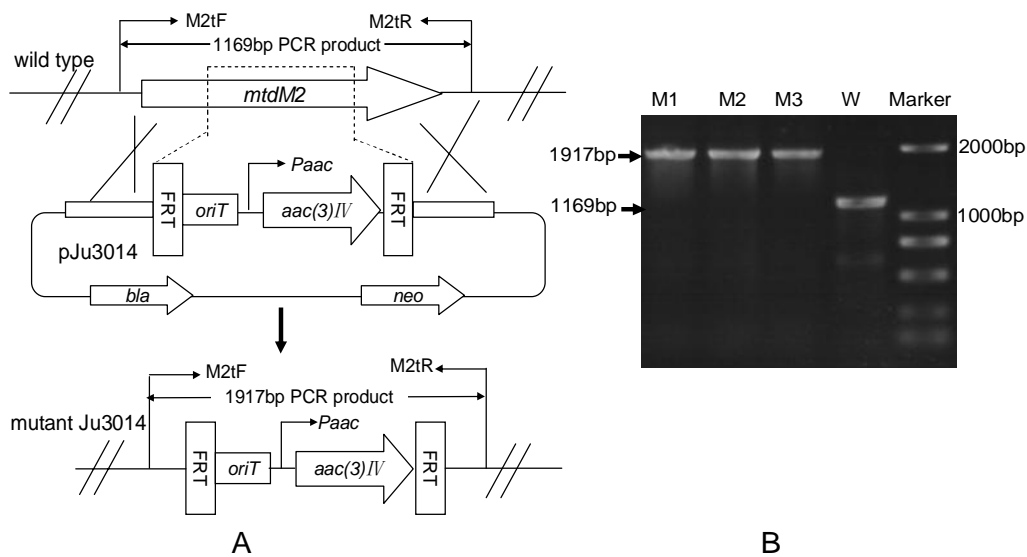 M2tF M2tR
1169bp PCR product
wild type
mtdM2
Paac
FRT oriT aac(3)IV FRT
pJu3014
bla neo
M2tF M2tR
1917bp PCR product
mutant Ju3014
Paac
FRT oriT aac(3)IV FRT
A
M1 M2 M3 W Marker
1917bp 2000bp
1169bp 1000bp
B